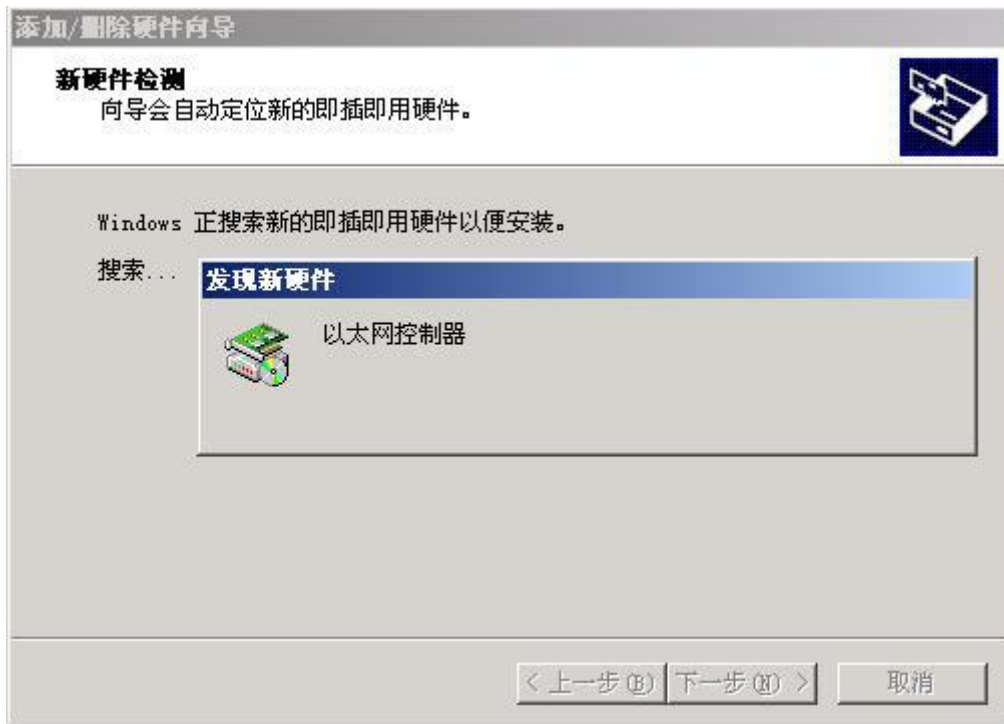 添加/删除硬件向导
新硬件检测
向导会自动定位新的即插即用硬件。
Windows 正搜索新的即插即用硬件以便安装。
搜索...
发现新硬件
以太网控制器
< 上一步(B) 下一步(N) > 取消